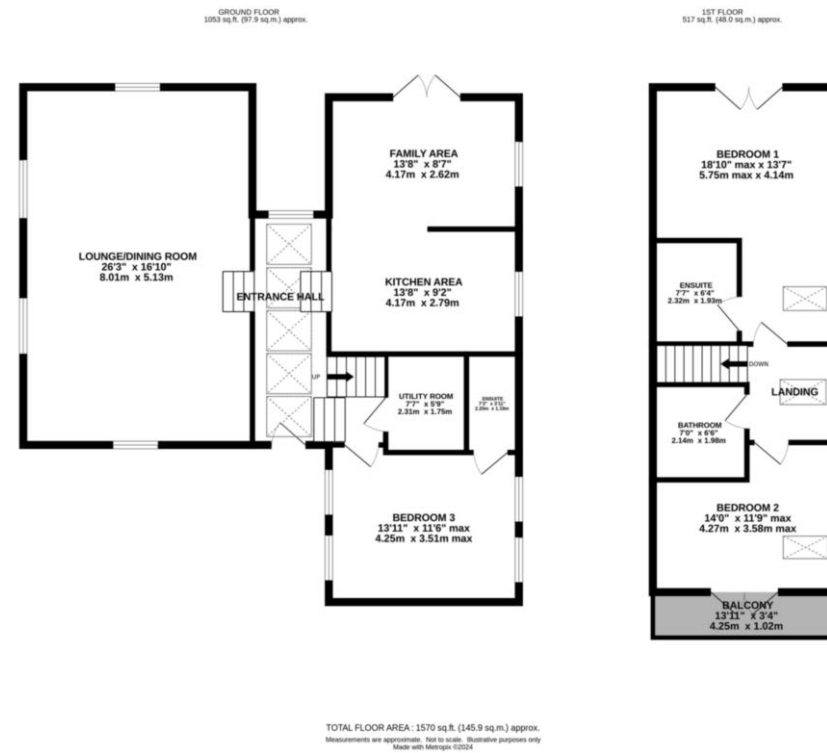 GROUND FLOOR
1053 sq.ft. (97.9 sq.m.) approx.
1ST FLOOR
517 sq.ft. (48.0 sq.m.) approx.
LOUNGE/DINING ROOM
26'3" x 16'10"
8.01m x 5.13m
FAMILY AREA
13'8" x 8'7"
4.17m x 2.62m
KITCHEN AREA
13'8" x 9'2"
4.17m x 2.79m
ENTRANCE HALL
UP
UTILITY ROOM
7'7" x 5'9"
2.31m x 1.75m
ENSUITE
BEDROOM 3
13'11" x 11'6" max
4.25m x 3.51m max
BEDROOM 1
18'10" max x 13'7"
5.75m max x 4.14m
ENSUITE
7'7" x 6'4"
2.32m x 1.93m
DOWN
LANDING
BATHROOM
7'0" x 6'6"
2.14m x 1.98m
BEDROOM 2
14'0" x 11'9" max
4.27m x 3.58m max
BALCONY
13'11" x 3'4"
4.25m x 1.02m
TOTAL FLOOR AREA : 1570 sq.ft. (145.9 sq.m.) approx.
Measurements are approximate. Not to scale. Illustrative purposes only
Made with Metropix ©2024